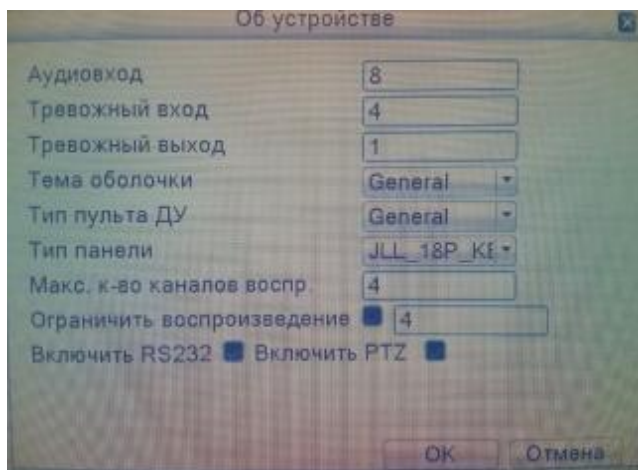 Об устройстве
Аудиовход 8
Тревожный вход 4
Тревожный выход 1
Тема оболочки General
Тип пульта ДУ General
Тип панели JLL_18P_KE
Макс. к-во каналов воспр. 4
Ограничить воспроизведение 4
Включить RS232 Включить PTZ
OK Отмена